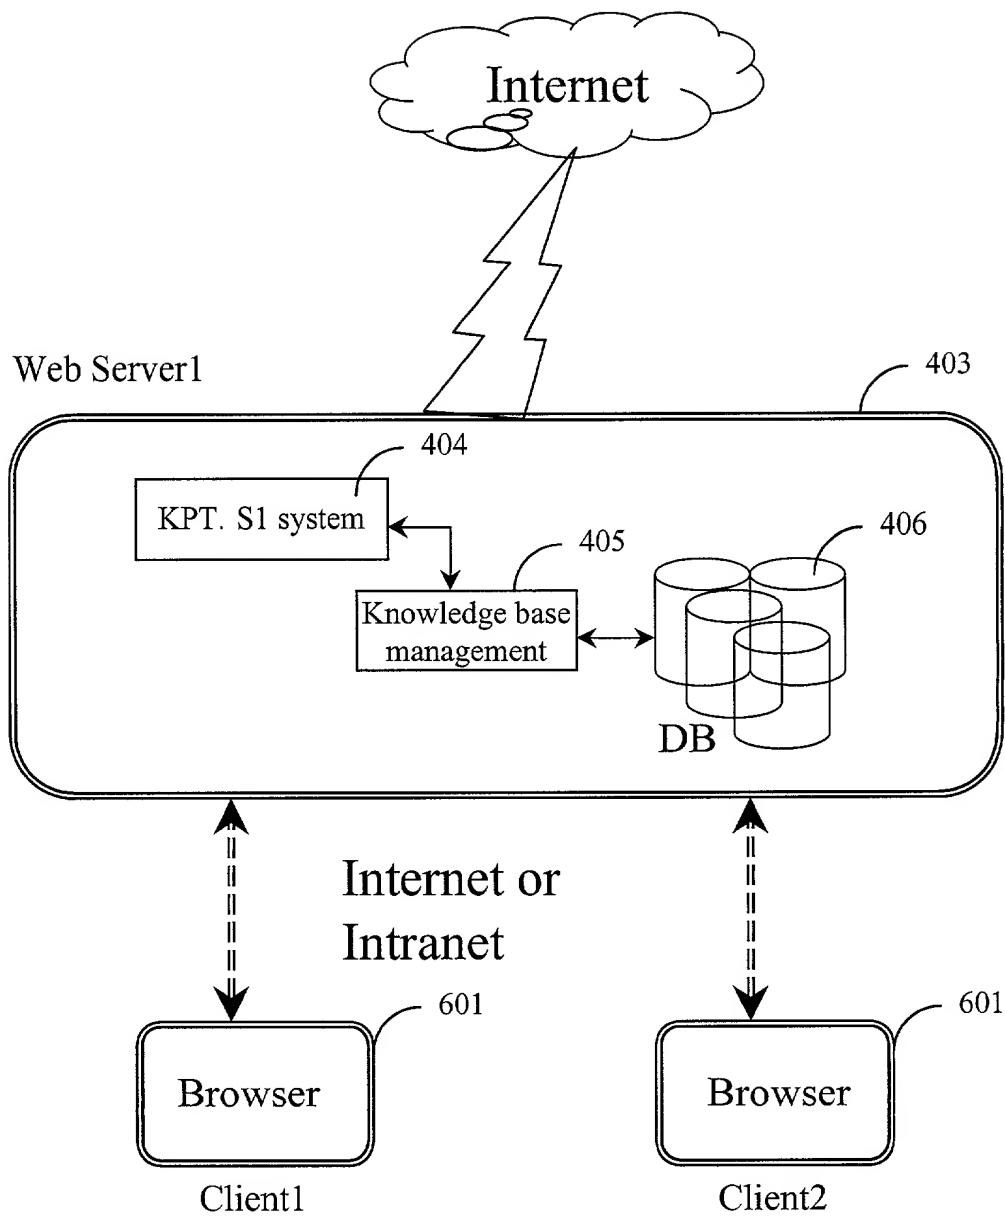 Internet
Web Server1
403
404
KPT. S1 system
405
406
Knowledge base
management
DB
Internet or
Intranet
601
601
Browser
Browser
Client1
Client2